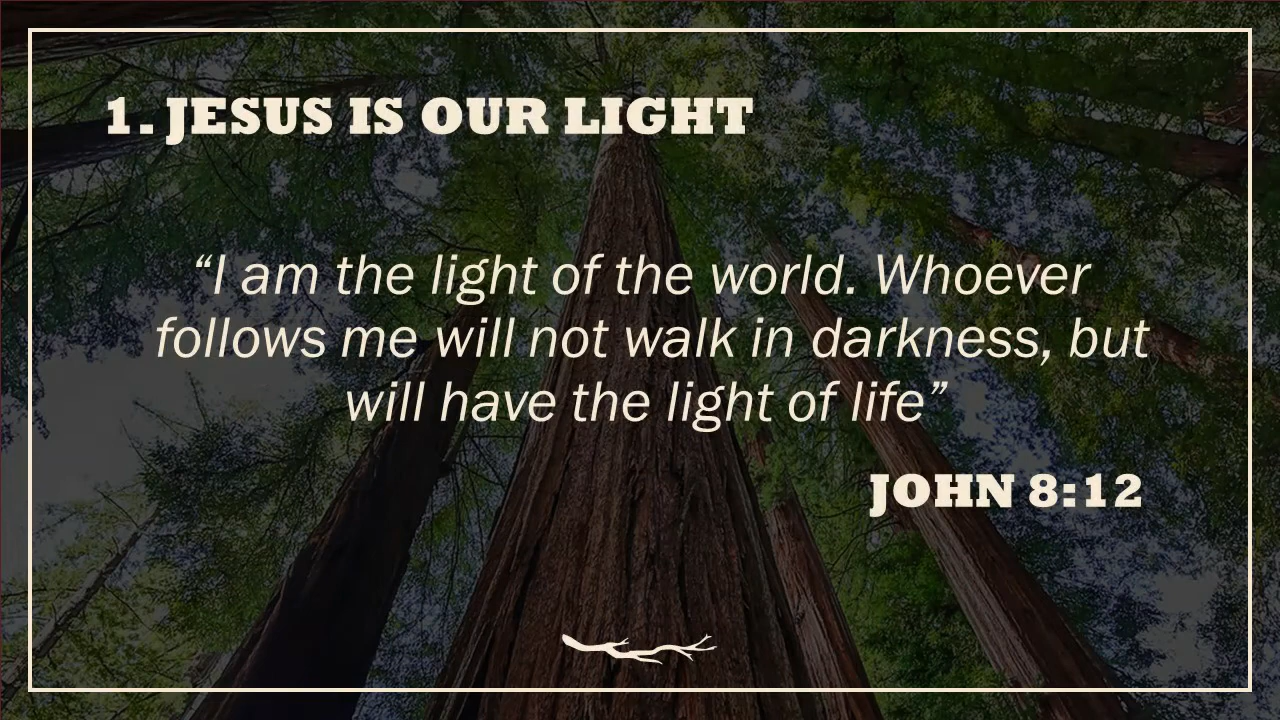 1. JESUS IS OUR LIGHT
“I am the light of the world. Whoever
follows me will not walk in darkness, but
will have the light of life”
JOHN 8:12